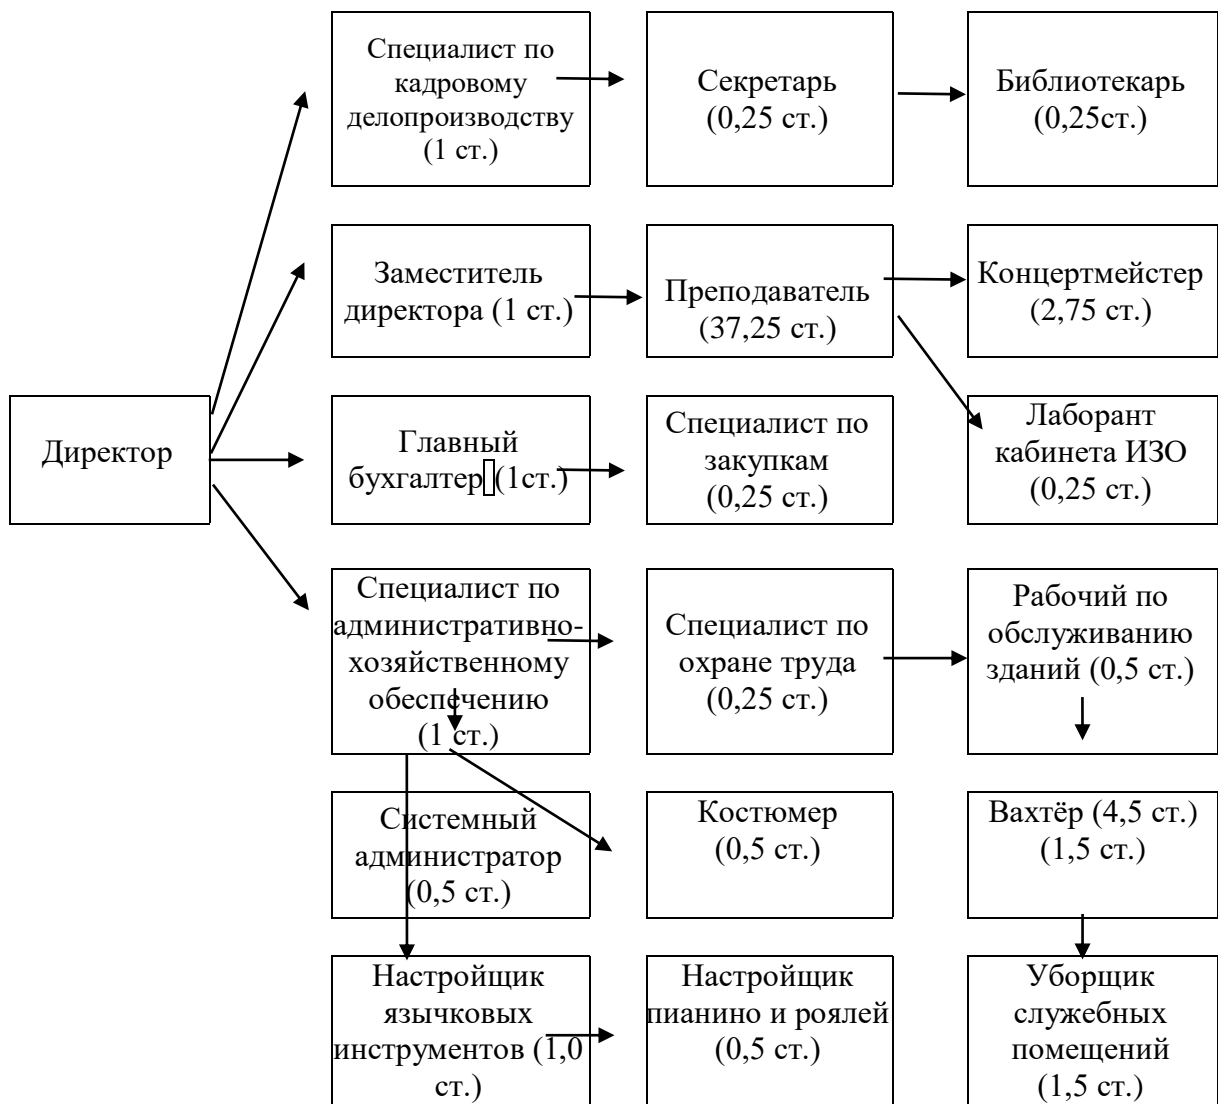 Специалист по
кадровому
делопроизводству
(1 ст.)
Секретарь
(0,25 ст.)
Библиотекарь
(0,25ст.)
Заместитель
директора (1 ст.)
Преподаватель
(37,25 ст.)
Концертмейстер
(2,75 ст.)
Директор
Главный
бухгалтер (1ст.)
Специалист по
закупкам
(0,25 ст.)
Лаборант
кабинета ИЗО
(0,25 ст.)
Специалист по
административно-
хозяйственному
обеспечению
(1 ст.)
Специалист по
охране труда
(0,25 ст.)
Рабочий по
обслуживанию
зданий (0,5 ст.)
Системный
администратор
(0,5 ст.)
Костюмер
(0,5 ст.)
Вахтёр (4,5 ст.)
(1,5 ст.)
Настройщик
язычковых
инструментов (1,0
ст.)
Настройщик
пианино и роялей
(0,5 ст.)
Уборщик
служебных
помещений
(1,5 ст.)